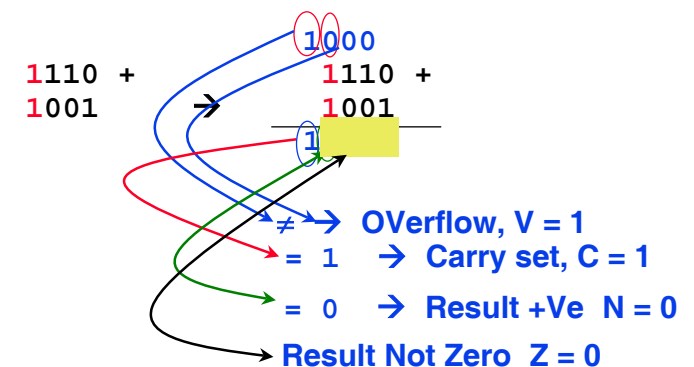 1000
1110 + → 1110 +
1001 1001
1
≠ → OVerflow, V = 1
= 1 → Carry set, C = 1
= 0 → Result +Ve N = 0
Result Not Zero Z = 0